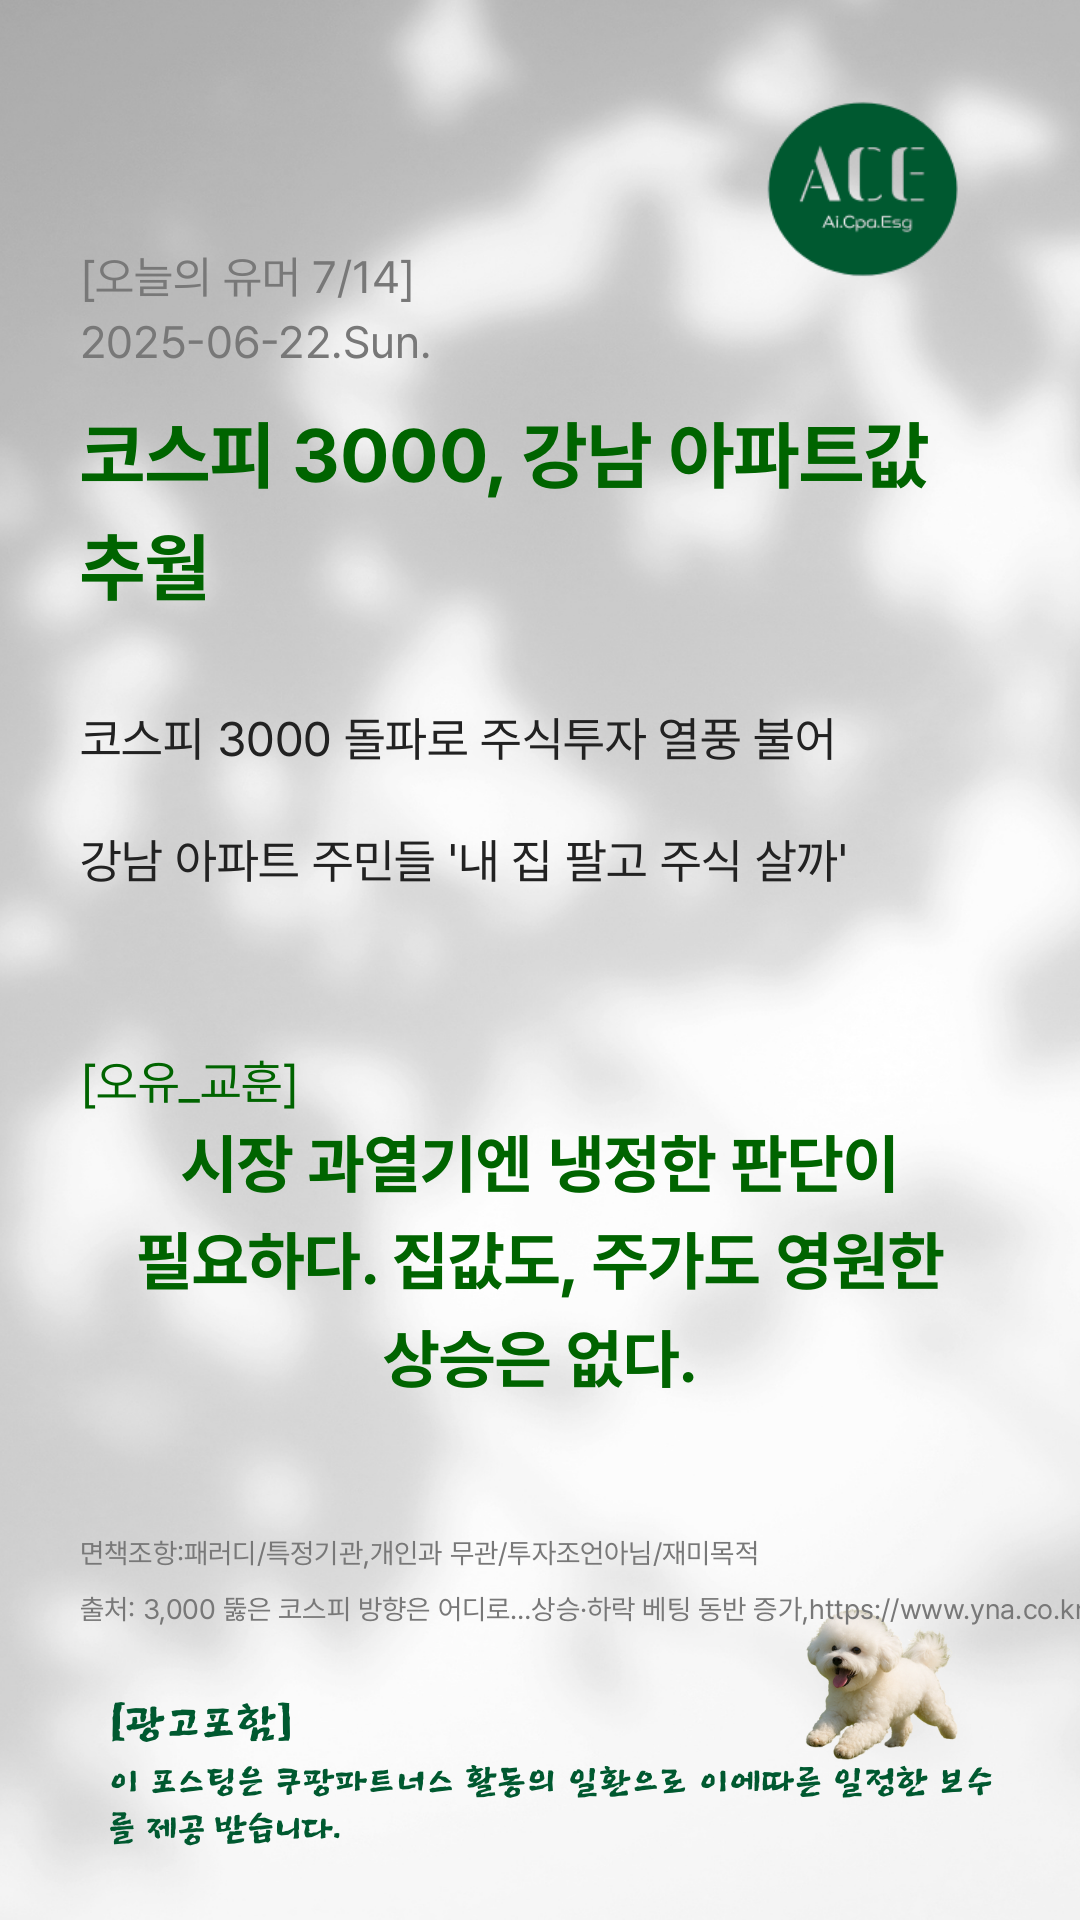 ACE
Ai.Cpa.Esg
[오늘의 유머 7/14]
2025-06-22.Sun.
코스피 3000, 강남 아파트값
추월
코스피 3000 돌파로 주식투자 열풍 불어
강남 아파트 주민들 '내 집 팔고 주식 살까'
[오유_교훈]
시장 과열기엔 냉정한 판단이
필요하다. 집값도, 주가도 영원한
상승은 없다.
면책조항:패러디/특정기관,개인과 무관/투자조언아님/재미목적
출처: 3,000 뚫은 코스피 방향은 어디로...상승·하락 베팅 동반 증가,https://www.yna.co.kr
[광고포함]
이 포스팅은 쿠팡파트너스 활동의 일환으로 이에따른 일정한 보수
를 제공 받습니다.